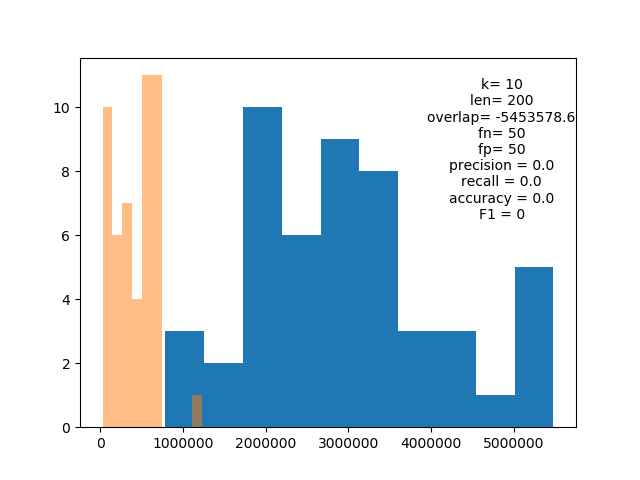 k= 10
len= 200
overlap= -5453578.6
fn= 50
fp= 50
precision = 0.0
recall = 0.0
accuracy = 0.0
F1 = 0
10
8
6
4
2
0
0 1000000 2000000 3000000 4000000 5000000